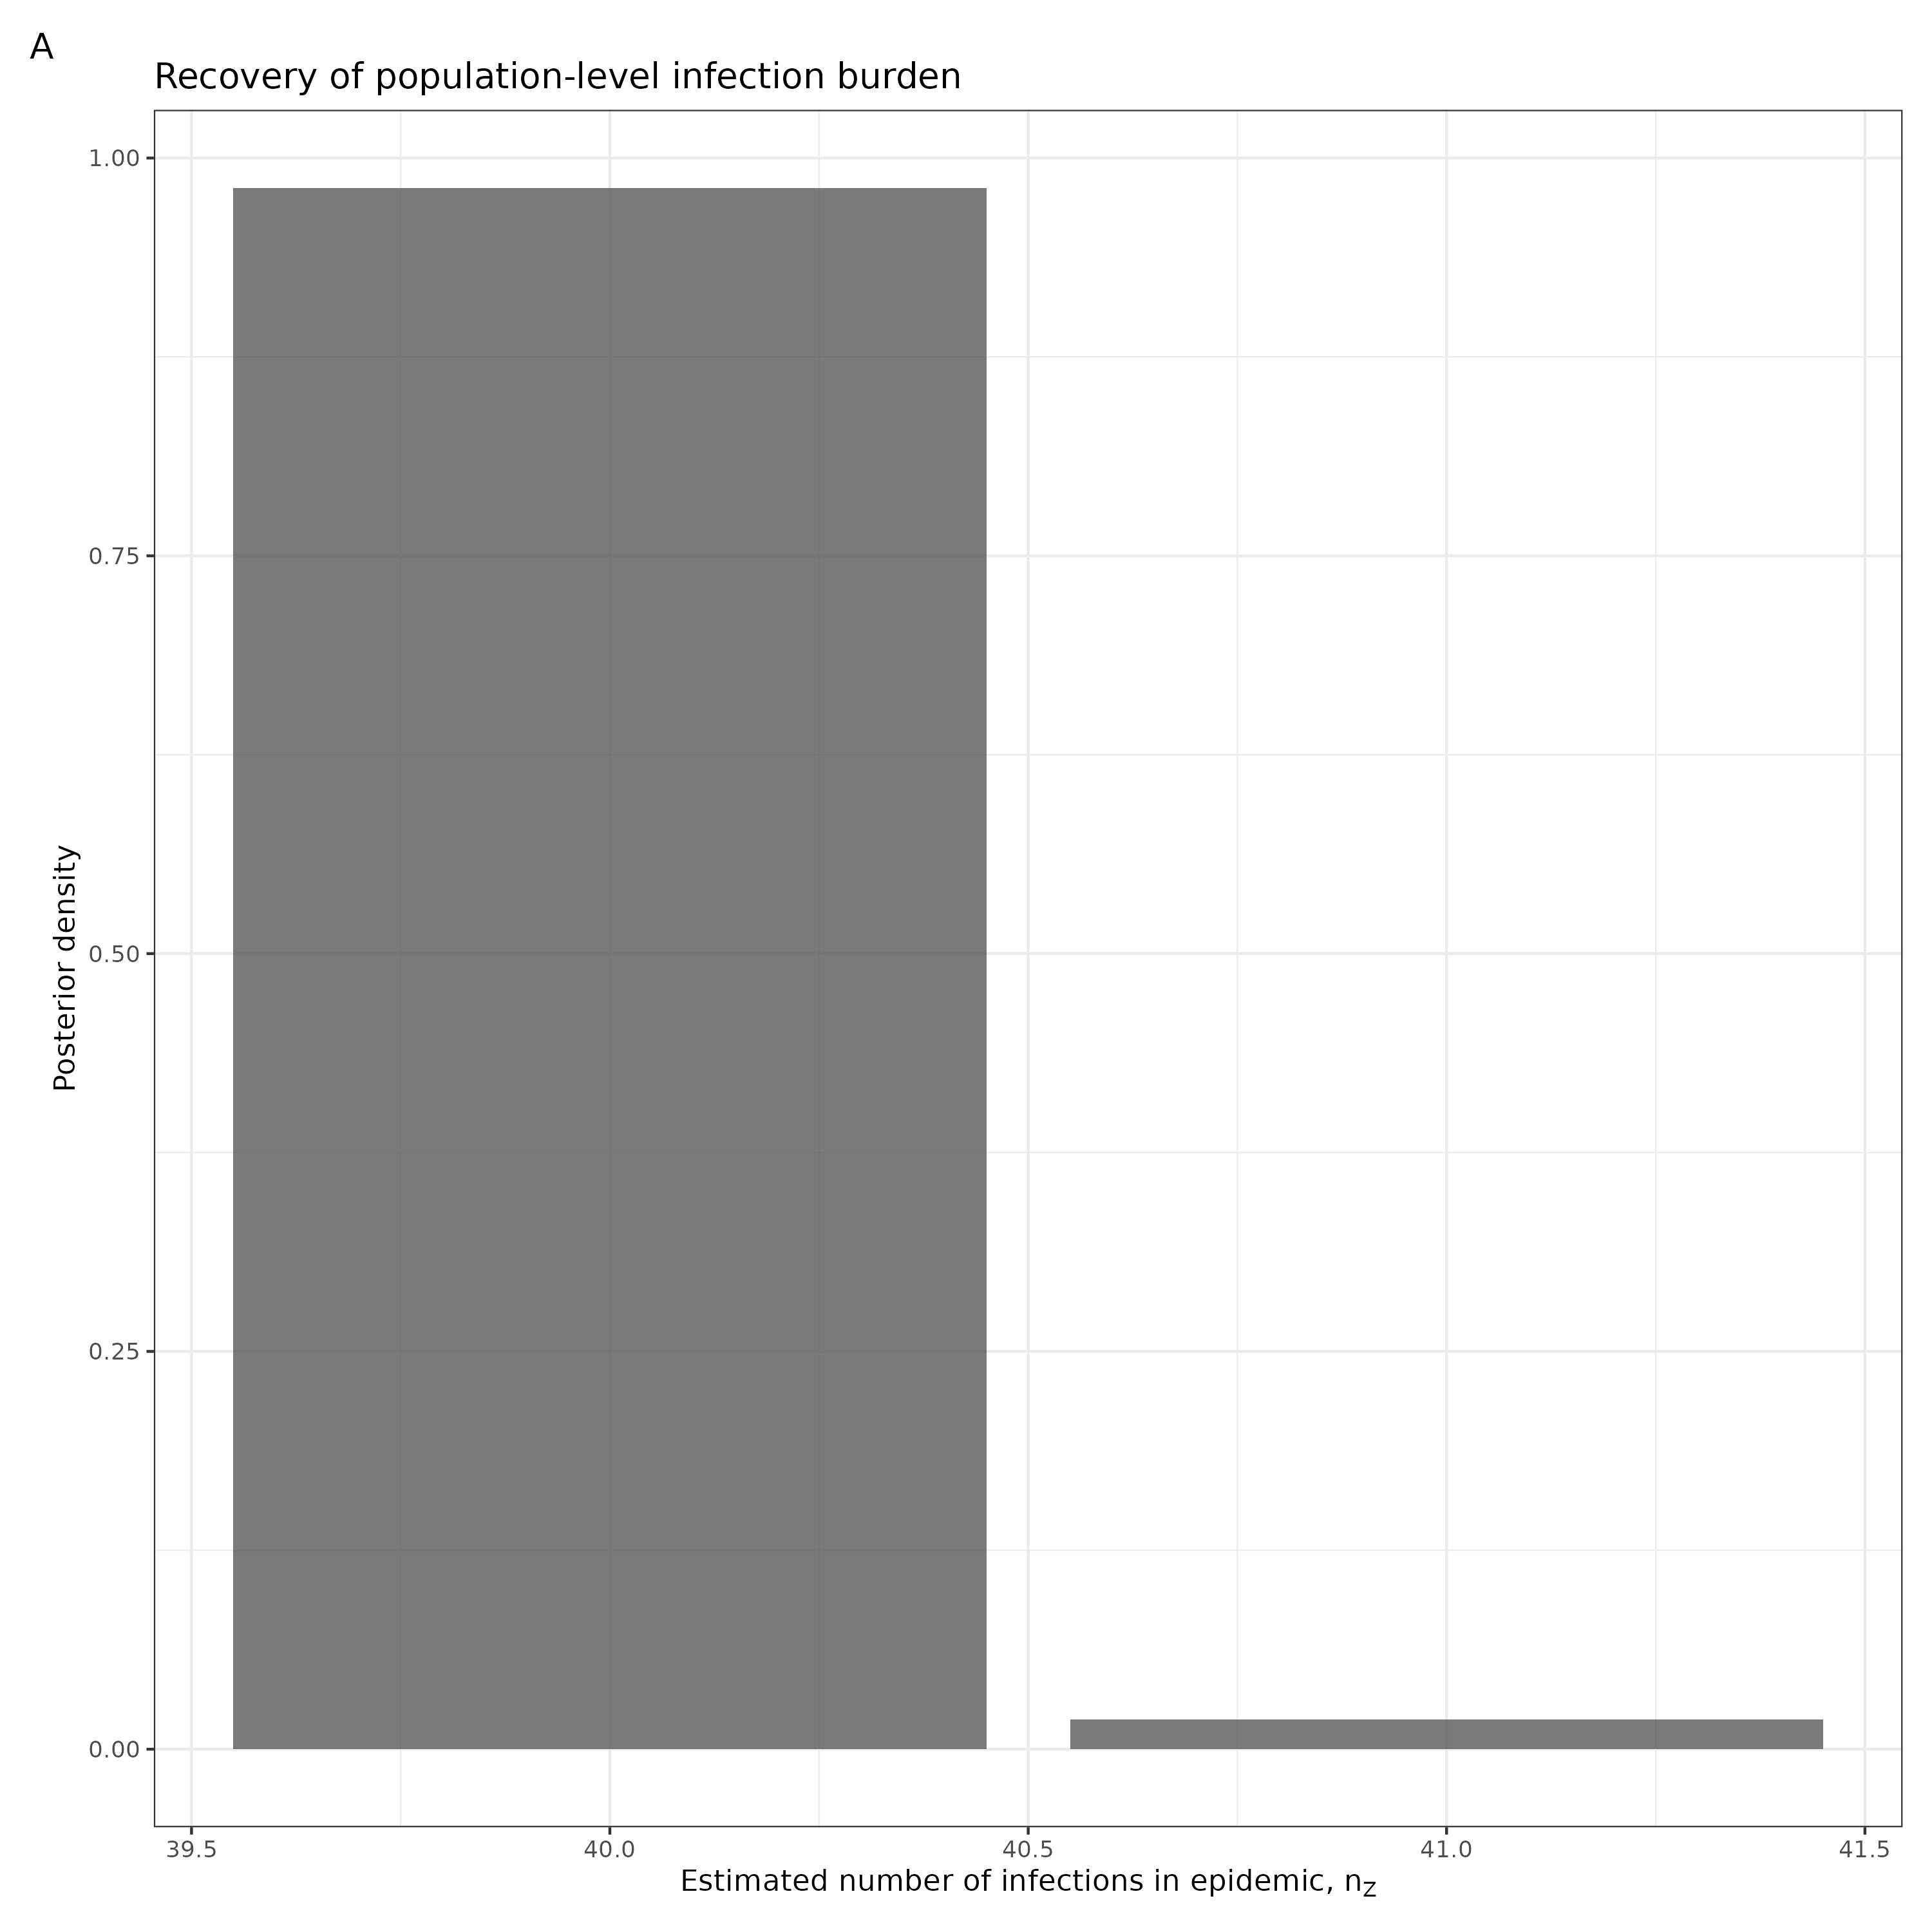 A
Recovery of population-level infection burden
1.00
0.75
0.50
0.25
0.00
Posterior density
39.5
40.0
40.5
41.0
41.5
Estimated number of infections in epidemic, nZ